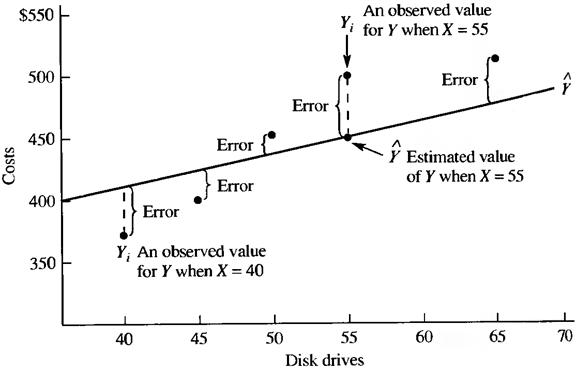 $550
500
450
400
350
Costs
Y_i An observed value
for Y when X = 55
Error
Error
Error
Error
Error
Ŷ
Ŷ Estimated value
of Y when X = 55
Y_i An observed value
for Y when X = 40
40 45 50 55 60 65 70
Disk drives